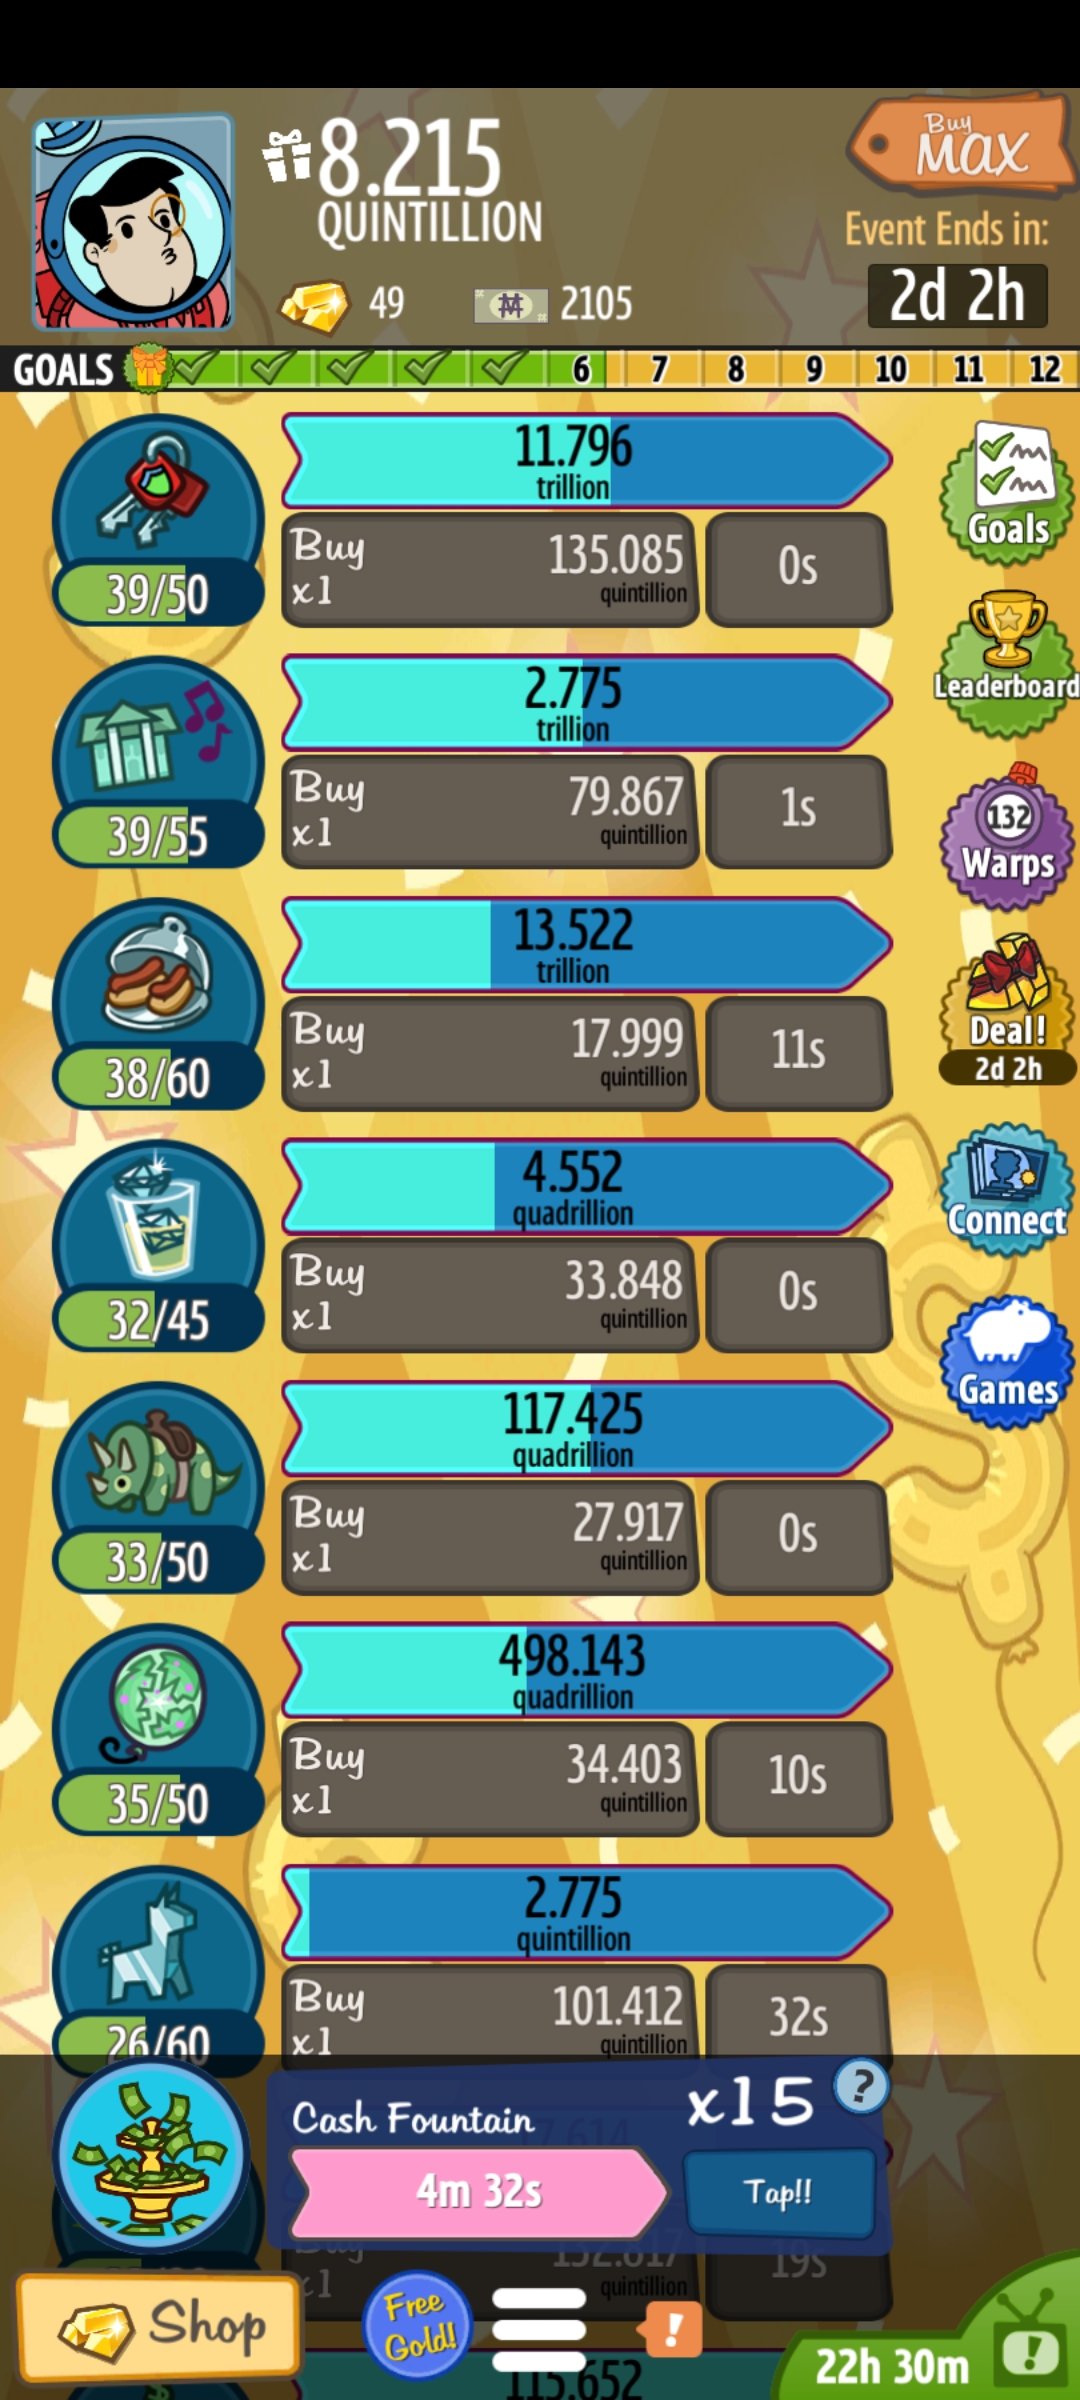 8.215
QUINTILLION
Buy
MAX
Event Ends in:
2d 2h
49
2105
GOALS 6 7 8 9 10 11 12
11.796
trillion
39/50
Buy
x1
135.085
quintillion
0s
Goals
2.775
trillion
39/55
Buy
x1
79.867
quintillion
1s
Leaderboard
132
Warps
13.522
trillion
38/60
Buy
x1
17.999
quintillion
11s
Deal!
2d 2h
4.552
quadrillion
32/45
Buy
x1
33.848
quintillion
0s
Connect
117.425
quadrillion
33/50
Buy
x1
27.917
quintillion
0s
Games
498.143
quadrillion
35/50
Buy
x1
34.403
quintillion
10s
2.775
quintillion
26/60
Buy
x1
101.412
quintillion
32s
Cash Fountain
x15
?
4m 32s
Tap!!
Buy
x1
132.817
quintillion
19s
Shop
Free
Gold!
!
22h 30m
!
115.652